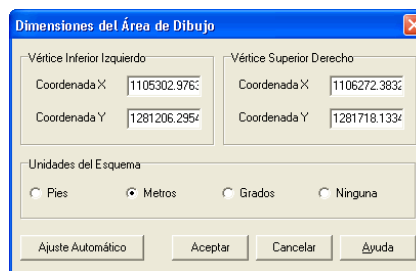 Dimensiones del Área de Dibujo
Vértice Inferior Izquierdo
Coordenada X 1105302.9763
Coordenada Y 1281206.2954
Vértice Superior Derecho
Coordenada X 1106272.3832
Coordenada Y 1281718.1334
Unidades del Esquema
Pies Metros Grados Ninguna
Ajuste Automático Aceptar Cancelar Ayuda